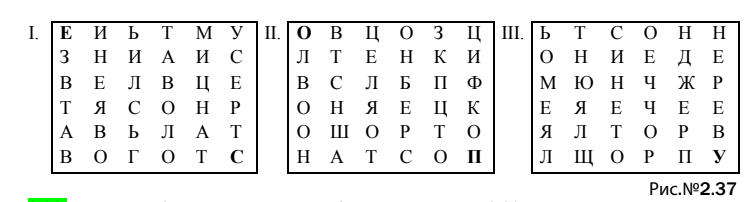 I. Е И Ь Т М У II. О В Ц О З Ц III. Ь Т С О Н Н
З Н И А И С Л Т Е Н К И О Н И Е Д Е
В Е Л В Ц Е В С Л Б П Ф М Ю Н Ч Ж Р
Т Я С О Н Р О Н Я Е Ц К Е Я Е Ч Е Е
А В Ь Л А Т О Ш О Р Т О Я Л Т О Р В
В О Г О Т С Н А Т С О П Л Щ О Р П У
Рис.№2.37